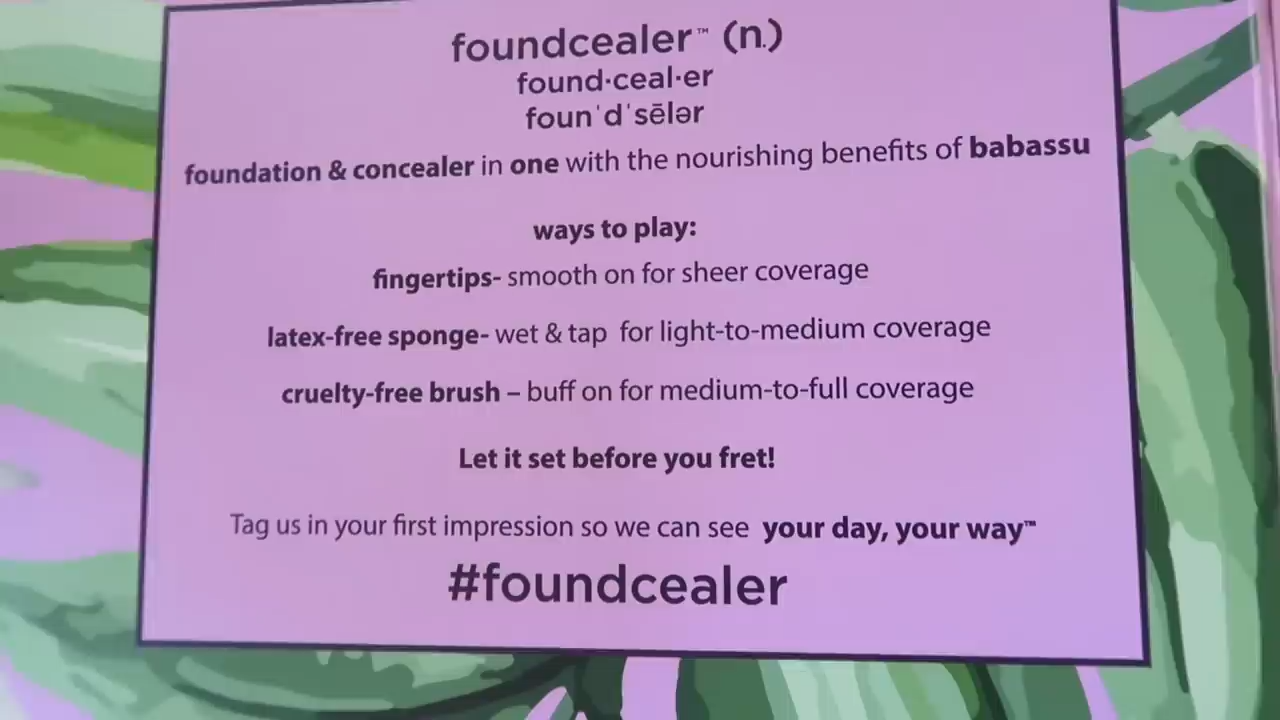 foundcealer™ (n.)
found·ceal·er
foun'd'sēlər
foundation & concealer in one with the nourishing benefits of babassu
ways to play:
fingertips- smooth on for sheer coverage
latex-free sponge- wet & tap for light-to-medium coverage
cruelty-free brush – buff on for medium-to-full coverage
Let it set before you fret!
Tag us in your first impression so we can see your day, your way™
#foundcealer